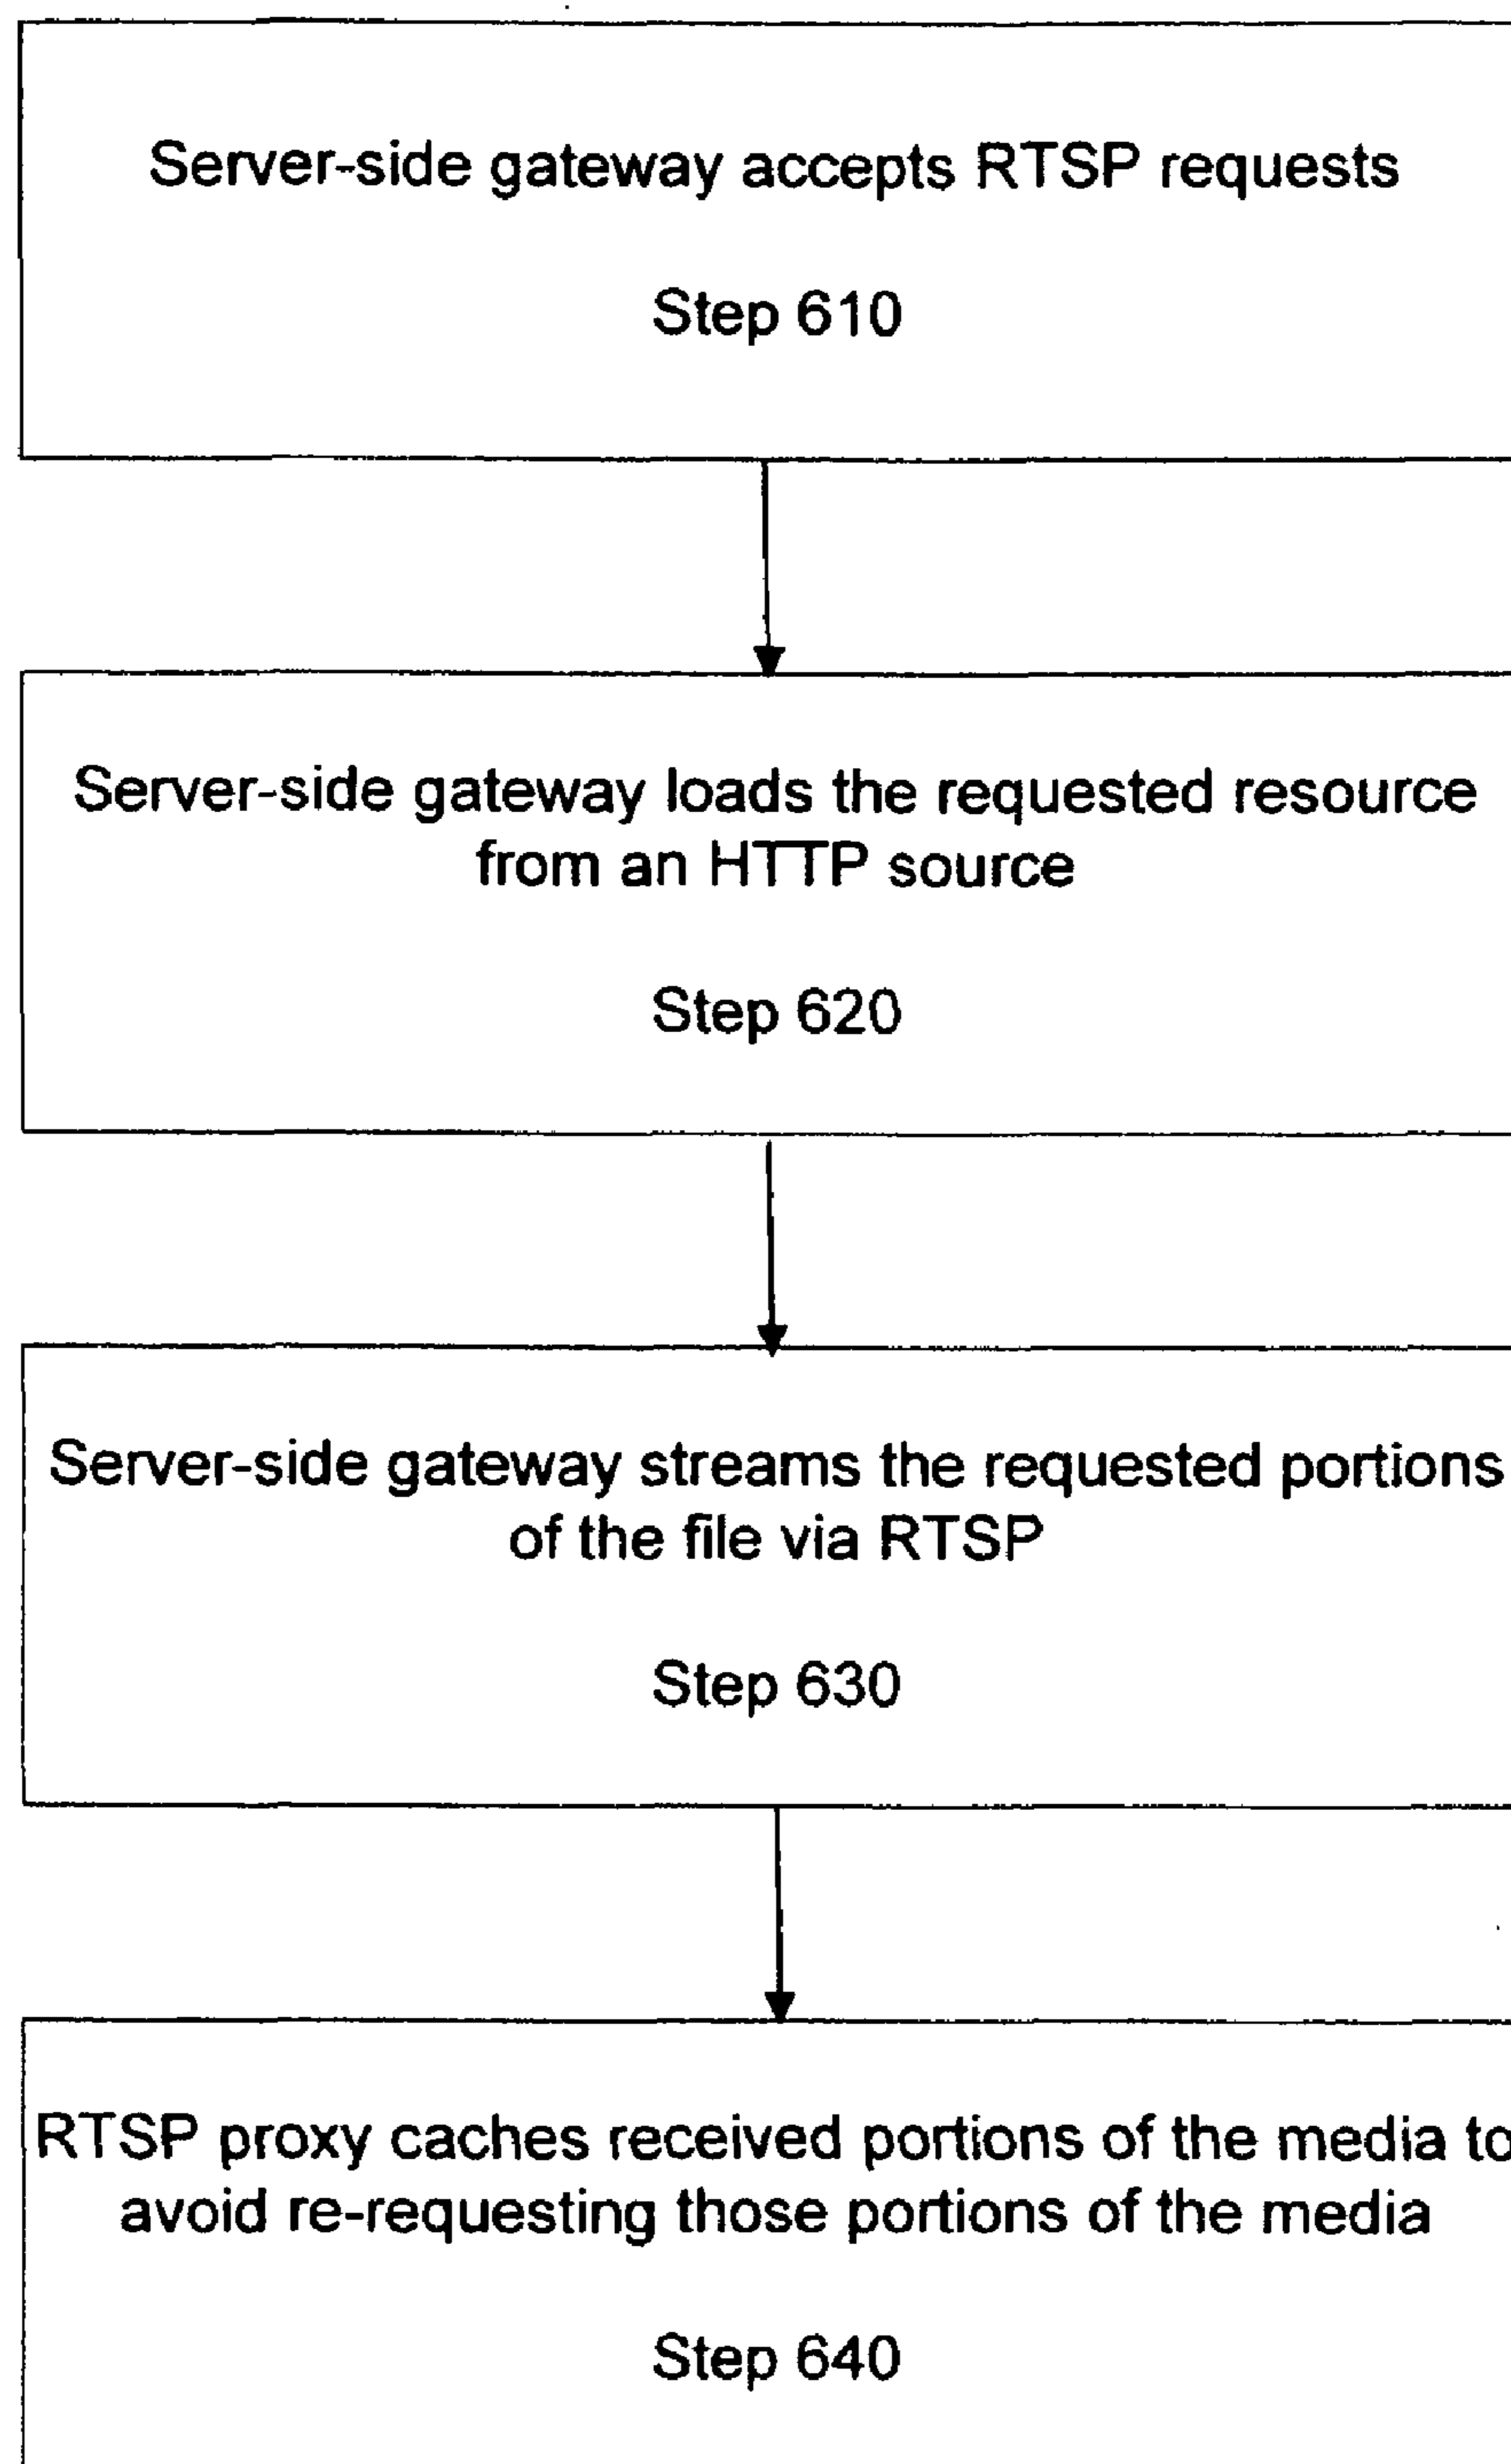 Server-side gateway accepts RTSP requests
Step 610
Server-side gateway loads the requested resource
from an HTTP source
Step 620
Server-side gateway streams the requested portions
of the file via RTSP
Step 630
RTSP proxy caches received portions of the media to
avoid re-requesting those portions of the media
Step 640